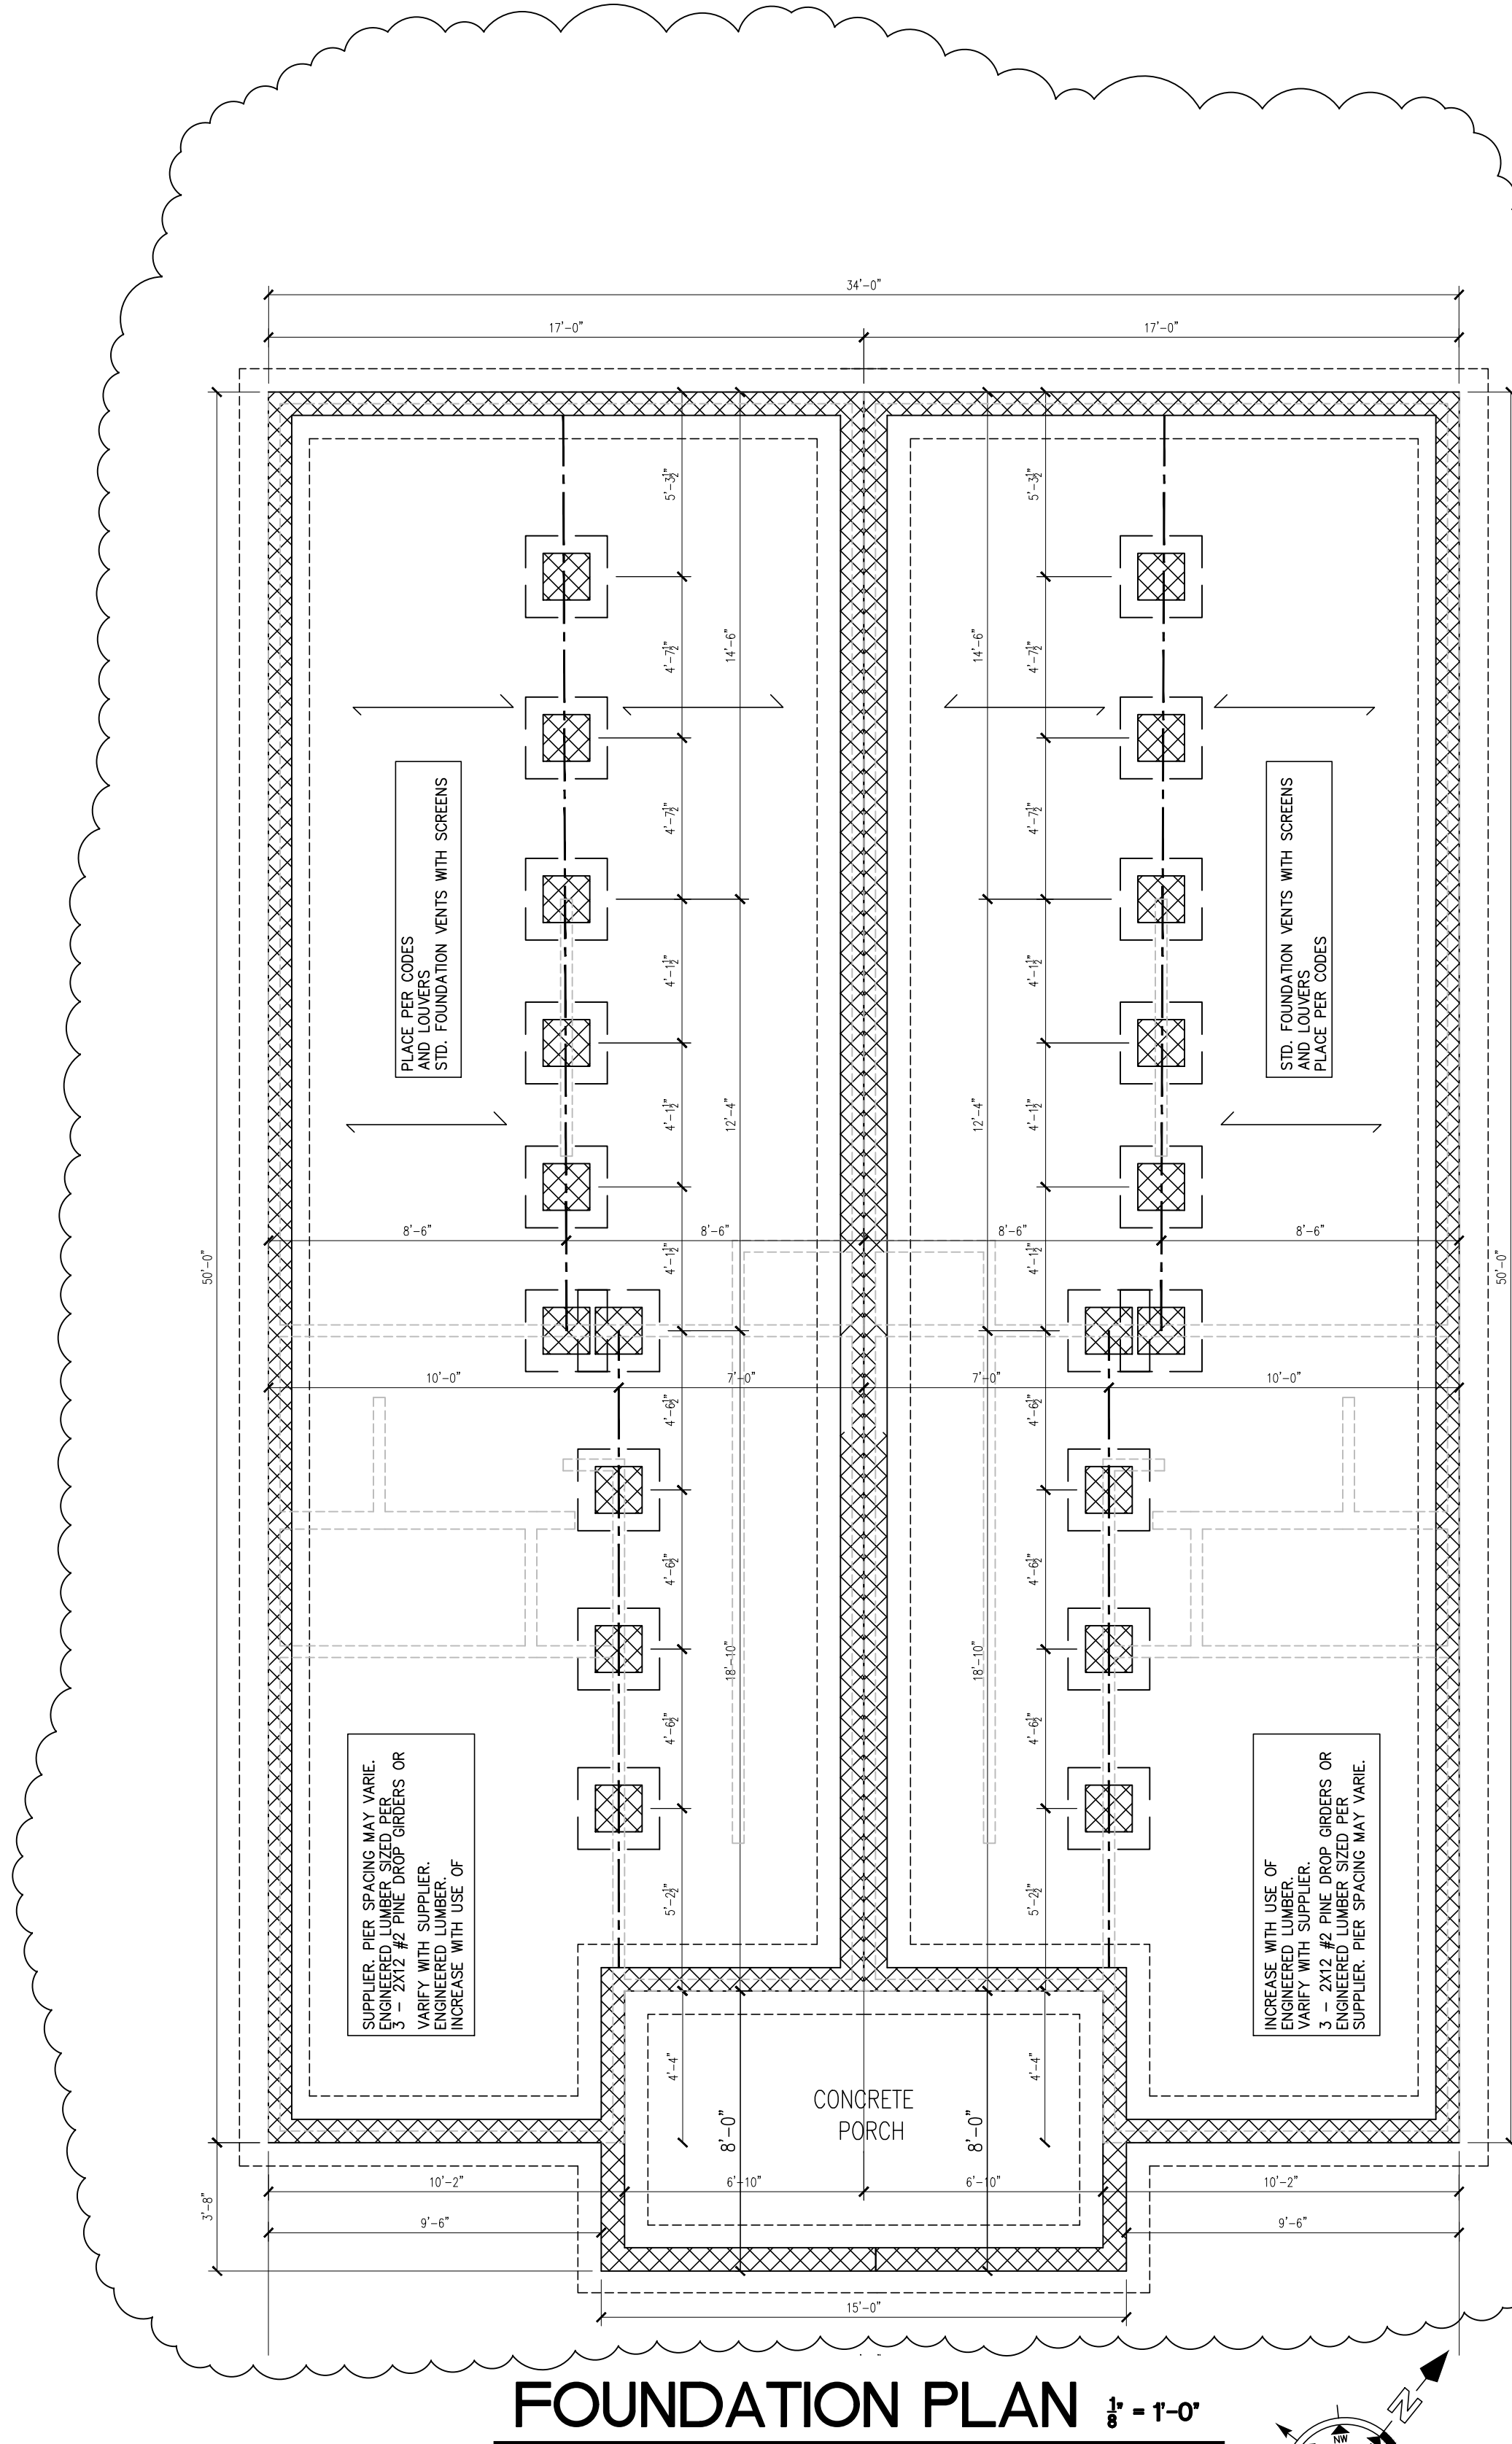 34'-0"
17'-0"
17'-0"
5'-3½"
5'-3½"
4'-7½"
14'-6"
14'-6"
4'-7½"
4'-7½"
4'-7½"
PLACE PER CODES
AND LOUVERS
STD. FOUNDATION VENTS WITH SCREENS
STD. FOUNDATION VENTS WITH SCREENS
AND LOUVERS
PLACE PER CODES
4'-1½"
4'-1½"
4'-1½"
12'-4"
12'-4"
4'-1½"
8'-6"
8'-6"
8'-6"
8'-6"
50'-0"
4'-1½"
4'-1½"
50'-0"
10'-0"
7'-0"
7'-0"
10'-0"
4'-6½"
4'-6½"
4'-6½"
4'-6½"
18'-10"
18'-10"
4'-6½"
4'-6½"
SUPPLIER. PIER SPACING MAY VARIE.
ENGINEERED LUMBER SIZED PER
3 - 2X12 #2 PINE DROP GIRDERS OR
VARIFY WITH SUPPLIER.
ENGINEERED LUMBER.
INCREASE WITH USE OF
INCREASE WITH USE OF
ENGINEERED LUMBER.
VARIFY WITH SUPPLIER.
3 - 2X12 #2 PINE DROP GIRDERS OR
ENGINEERED LUMBER SIZED PER
SUPPLIER. PIER SPACING MAY VARIE.
5'-2½"
5'-2½"
4'-4"
4'-4"
CONCRETE
PORCH
8'-0"
8'-0"
10'-2"
6'-10"
6'-10"
10'-2"
3'-8"
9'-6"
9'-6"
15'-0"
FOUNDATION PLAN ⅛" = 1'-0"
N
NW